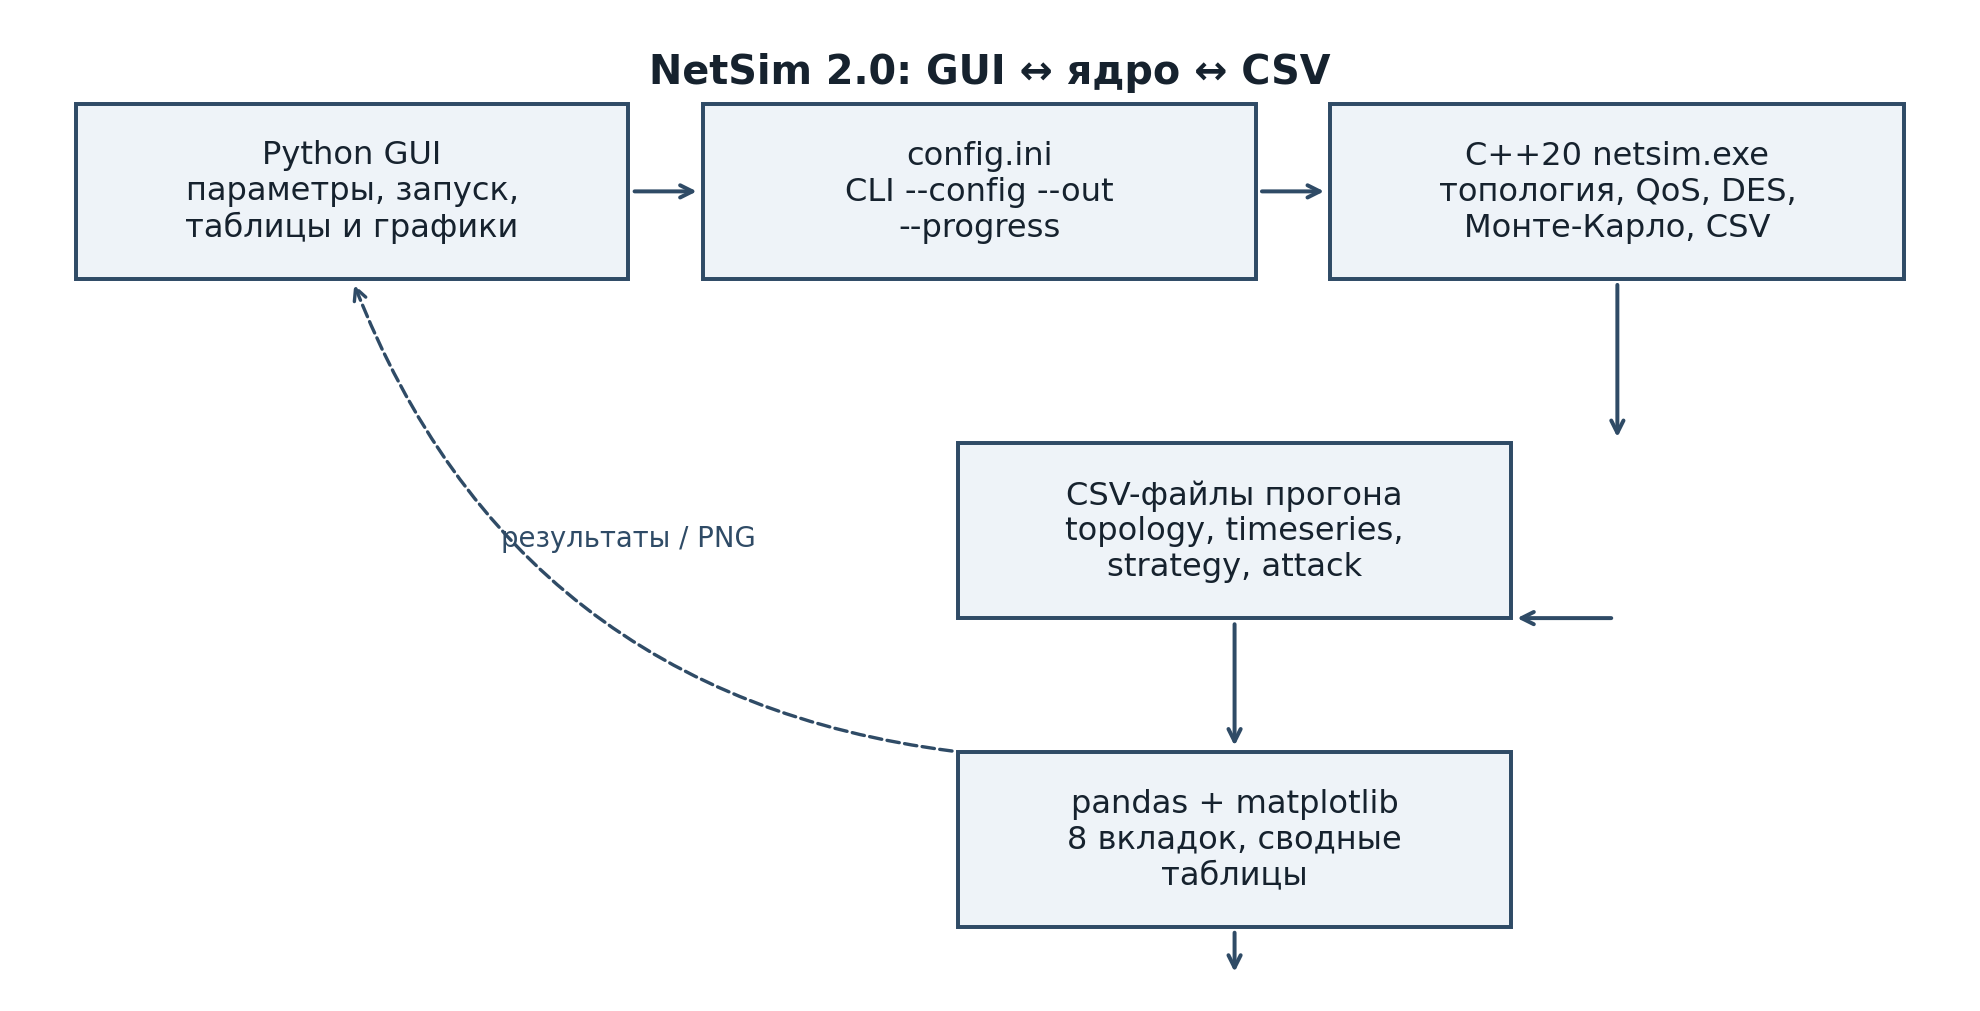 NetSim 2.0: GUI ↔ ядро ↔ CSV
Python GUI
параметры, запуск,
таблицы и графики
config.ini
CLI --config --out
--progress
C++20 netsim.exe
топология, QoS, DES,
Монте-Карло, CSV
CSV-файлы прогона
topology, timeseries,
strategy, attack
результаты / PNG
pandas + matplotlib
8 вкладок, сводные
таблицы